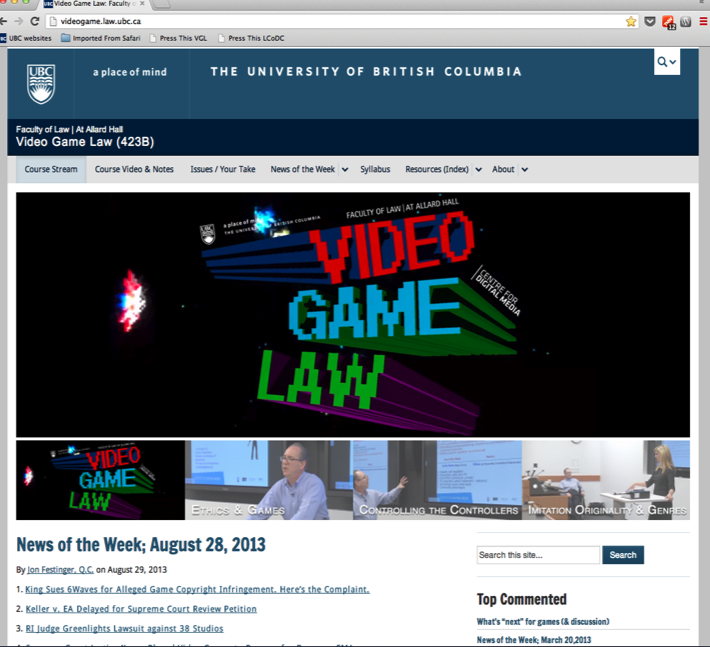 Video Game Law: Faculty
videogame.law.ubc.ca
12
UBC websites Imported From Safari Press This VGL Press This LCoDC
UBC
a place of mind
THE UNIVERSITY OF BRITISH COLUMBIA
Faculty of Law | At Allard Hall
Video Game Law (423B)
Course Stream Course Video & Notes Issues / Your Take News of the Week Syllabus Resources (Index) About
UBC
a place of mind
THE UNIVERSITY OF BRITISH COLUMBIA
FACULTY OF LAW | AT ALLARD HALL
VIDEO
GAME
LAW
CENTRE FOR
DIGITAL MEDIA
VIDEO
GAME
LAW
ETHICS & GAMES
CONTROLLING THE CONTROLLERS
IMITATION ORIGINALITY & GENRES
News of the Week; August 28, 2013
By Jon Festinger, Q.C. on August 29, 2013
1. King Sues 6Waves for Alleged Game Copyright Infringement. Here's the Complaint.
2. Keller v. EA Delayed for Supreme Court Review Petition
3. RI Judge Greenlights Lawsuit against 38 Studios
Search this site... Search
Top Commented
What's "next" for games (& discussion)
News of the Week; March 20,2013